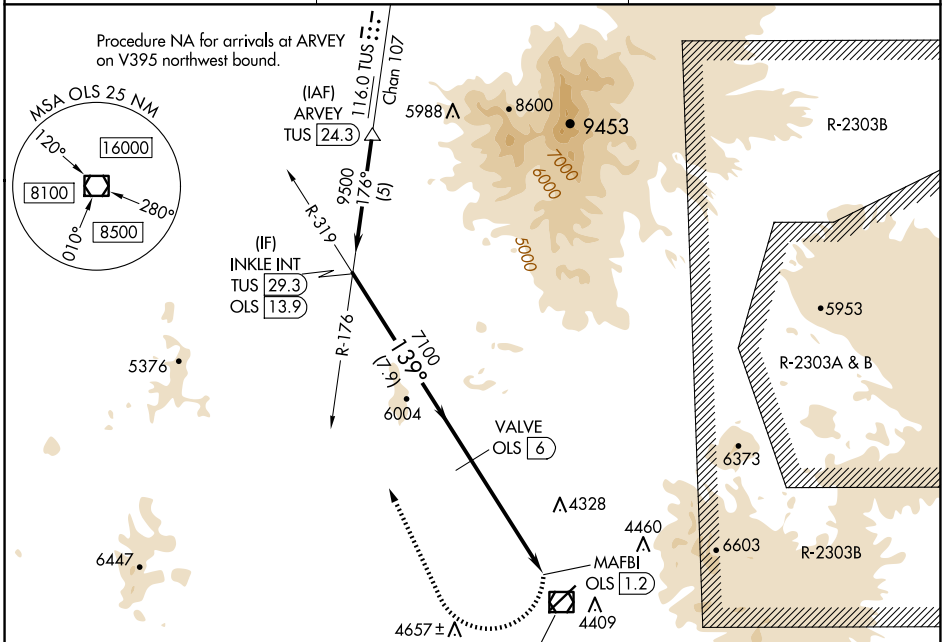 Procedure NA for arrivals at ARVEY
on V395 northwest bound.
MSA OLS 25 NM
120°
16000
8100
280°
010°
8500
116.0 TUS
Chan 107
(IAF)
ARVEY
TUS 24.3
9500
176°
(5)
R-319
(IF)
INKLE INT
TUS 29.3
OLS 13.9
R-176
7100
139°
(7.9)
5988
8600
9453
7000
6000
5000
R-2303B
5953
R-2303A & B
5376
6004
VALVE
OLS 6
6373
4328
4460
6603
R-2303B
6447
MAFBI
OLS 1.2
4409
4657±